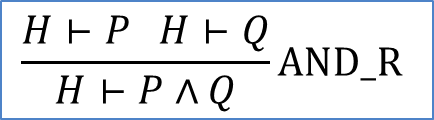 H ⊢ P   H ⊢ Q
AND_R
H ⊢ P ∧ Q